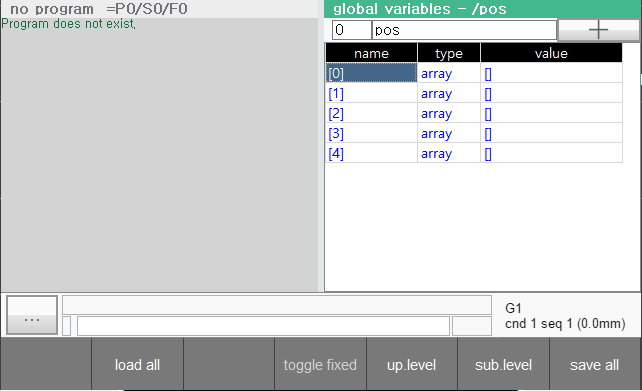 no program =P0/S0/F0
Program does not exist.
global variables - /pos
0 pos
name type value
[0] array []
[1] array []
[2] array []
[3] array []
[4] array []
...
G1
cnd 1 seq 1 (0.0mm)
load all toggle fixed up.level sub.level save all